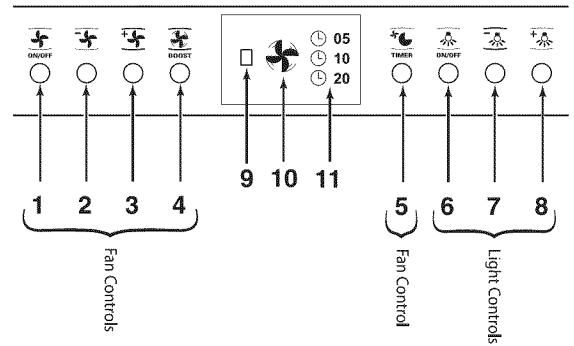 ON/OFF
- 
+
BOOST
05
10
20
TIMER
ON/OFF
-
+
1 2 3 4 9 10 11 5 6 7 8
Fan Controls
Fan Control
Light Controls